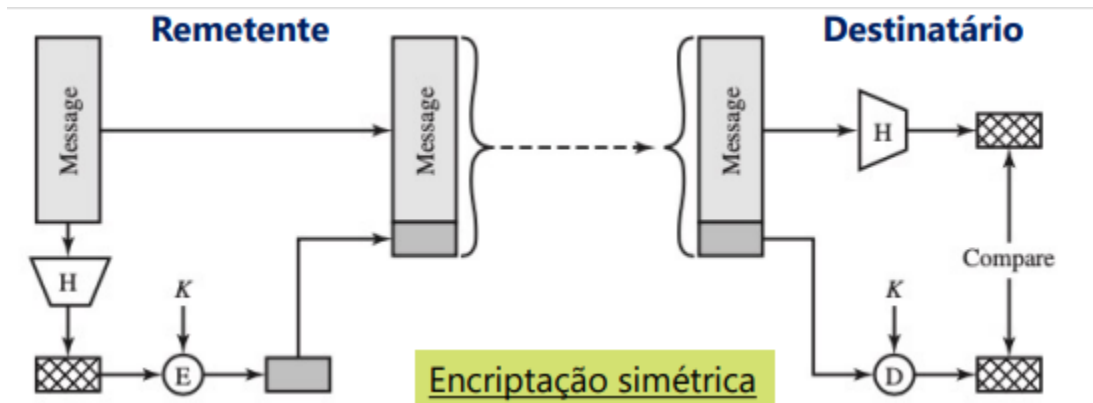 Remetente
Destinatário
Message
Message
Message
H
H
K
E
Compare
K
D
Encriptação simétrica